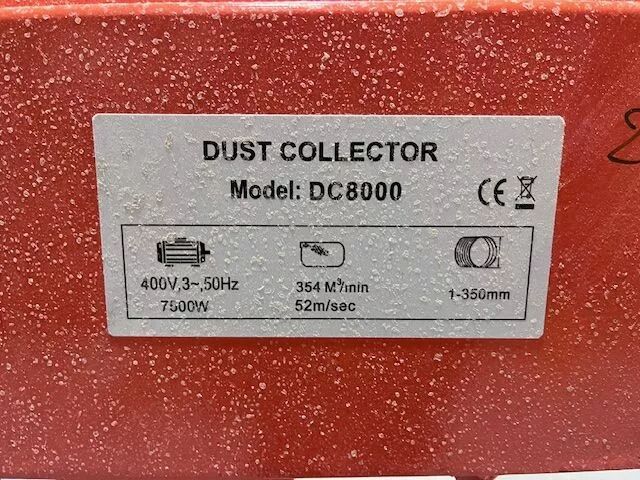 DUST COLLECTOR
Model: DC8000
CE
400V,3~,50Hz
7500W
354 M³/min
52m/sec
1-350mm